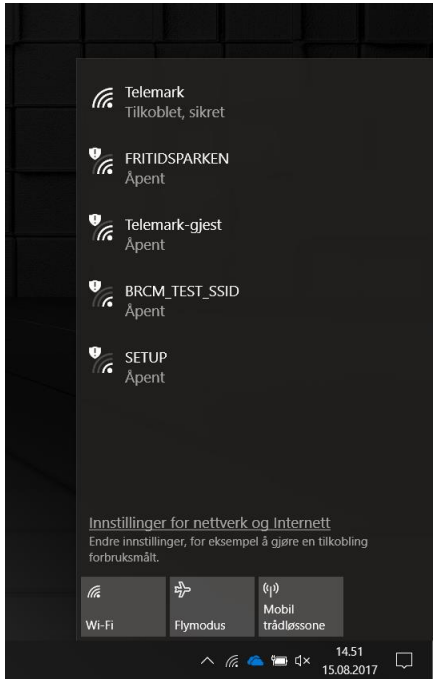 Telemark
Tilkoblet, sikret
FRITIDSPARKEN
Åpent
Telemark-gjest
Åpent
BRCM_TEST_SSID
Åpent
SETUP
Åpent
Innstillinger for nettverk og Internett
Endre innstillinger, for eksempel å gjøre en tilkobling
forbruksmålt.
Wi-Fi
Flymodus
Mobil
trådløssone
14.51
15.08.2017